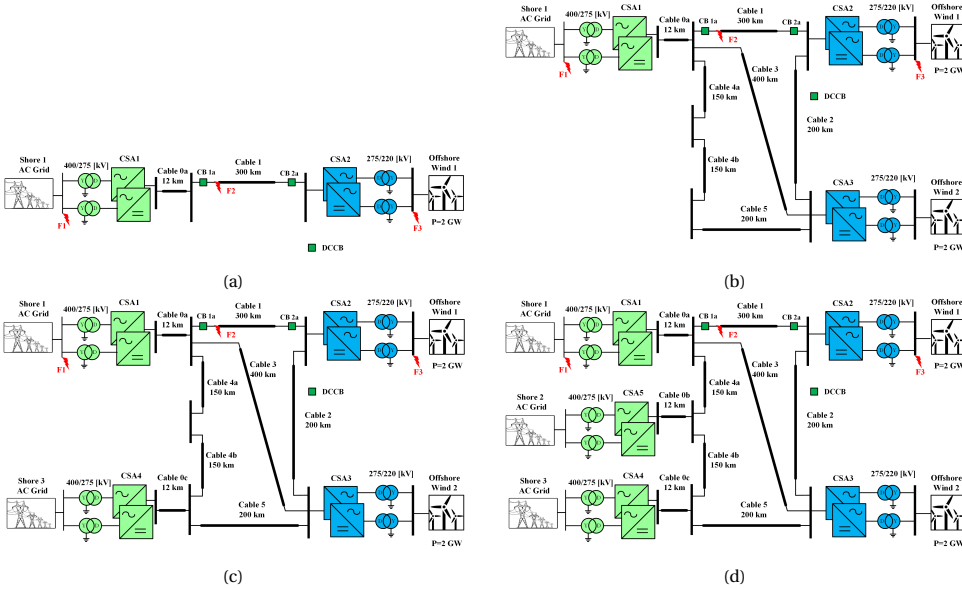 Shore 1
AC Grid
400/275 [kV]
CSA1
Cable 0a
12 km
CB 1a
Cable 1
300 km
CB 2a
CSA2
275/220 [kV]
Offshore
Wind 1
F1
F2
F3
P=2 GW
DCCB
(a)
Shore 1
AC Grid
400/275 [kV]
CSA1
Cable 0a
12 km
CB 1a
Cable 1
300 km
CB 2a
CSA2
275/220 [kV]
Offshore
Wind 1
F1
F2
F3
P=2 GW
Cable 3
400 km
Cable 4a
150 km
DCCB
Cable 2
200 km
Cable 4b
150 km
Cable 5
200 km
CSA3
275/220 [kV]
Offshore
Wind 2
P=2 GW
(b)
Shore 1
AC Grid
400/275 [kV]
CSA1
Cable 0a
12 km
CB 1a
Cable 1
300 km
CB 2a
CSA2
275/220 [kV]
Offshore
Wind 1
F1
F2
F3
P=2 GW
Cable 3
400 km
Cable 4a
150 km
DCCB
Cable 2
200 km
Cable 4b
150 km
Shore 3
AC Grid
400/275 [kV]
CSA4
Cable 0c
12 km
Cable 5
200 km
CSA3
275/220 [kV]
Offshore
Wind 2
P=2 GW
(c)
Shore 1
AC Grid
400/275 [kV]
CSA1
Cable 0a
12 km
CB 1a
Cable 1
300 km
CB 2a
CSA2
275/220 [kV]
Offshore
Wind 1
F1
F2
F3
P=2 GW
Cable 3
400 km
Cable 4a
150 km
DCCB
Shore 2
AC Grid
400/275 [kV]
CSA5
Cable 0b
12 km
Cable 2
200 km
Cable 4b
150 km
Shore 3
AC Grid
400/275 [kV]
CSA4
Cable 0c
12 km
Cable 5
200 km
CSA3
275/220 [kV]
Offshore
Wind 2
P=2 GW
(d)